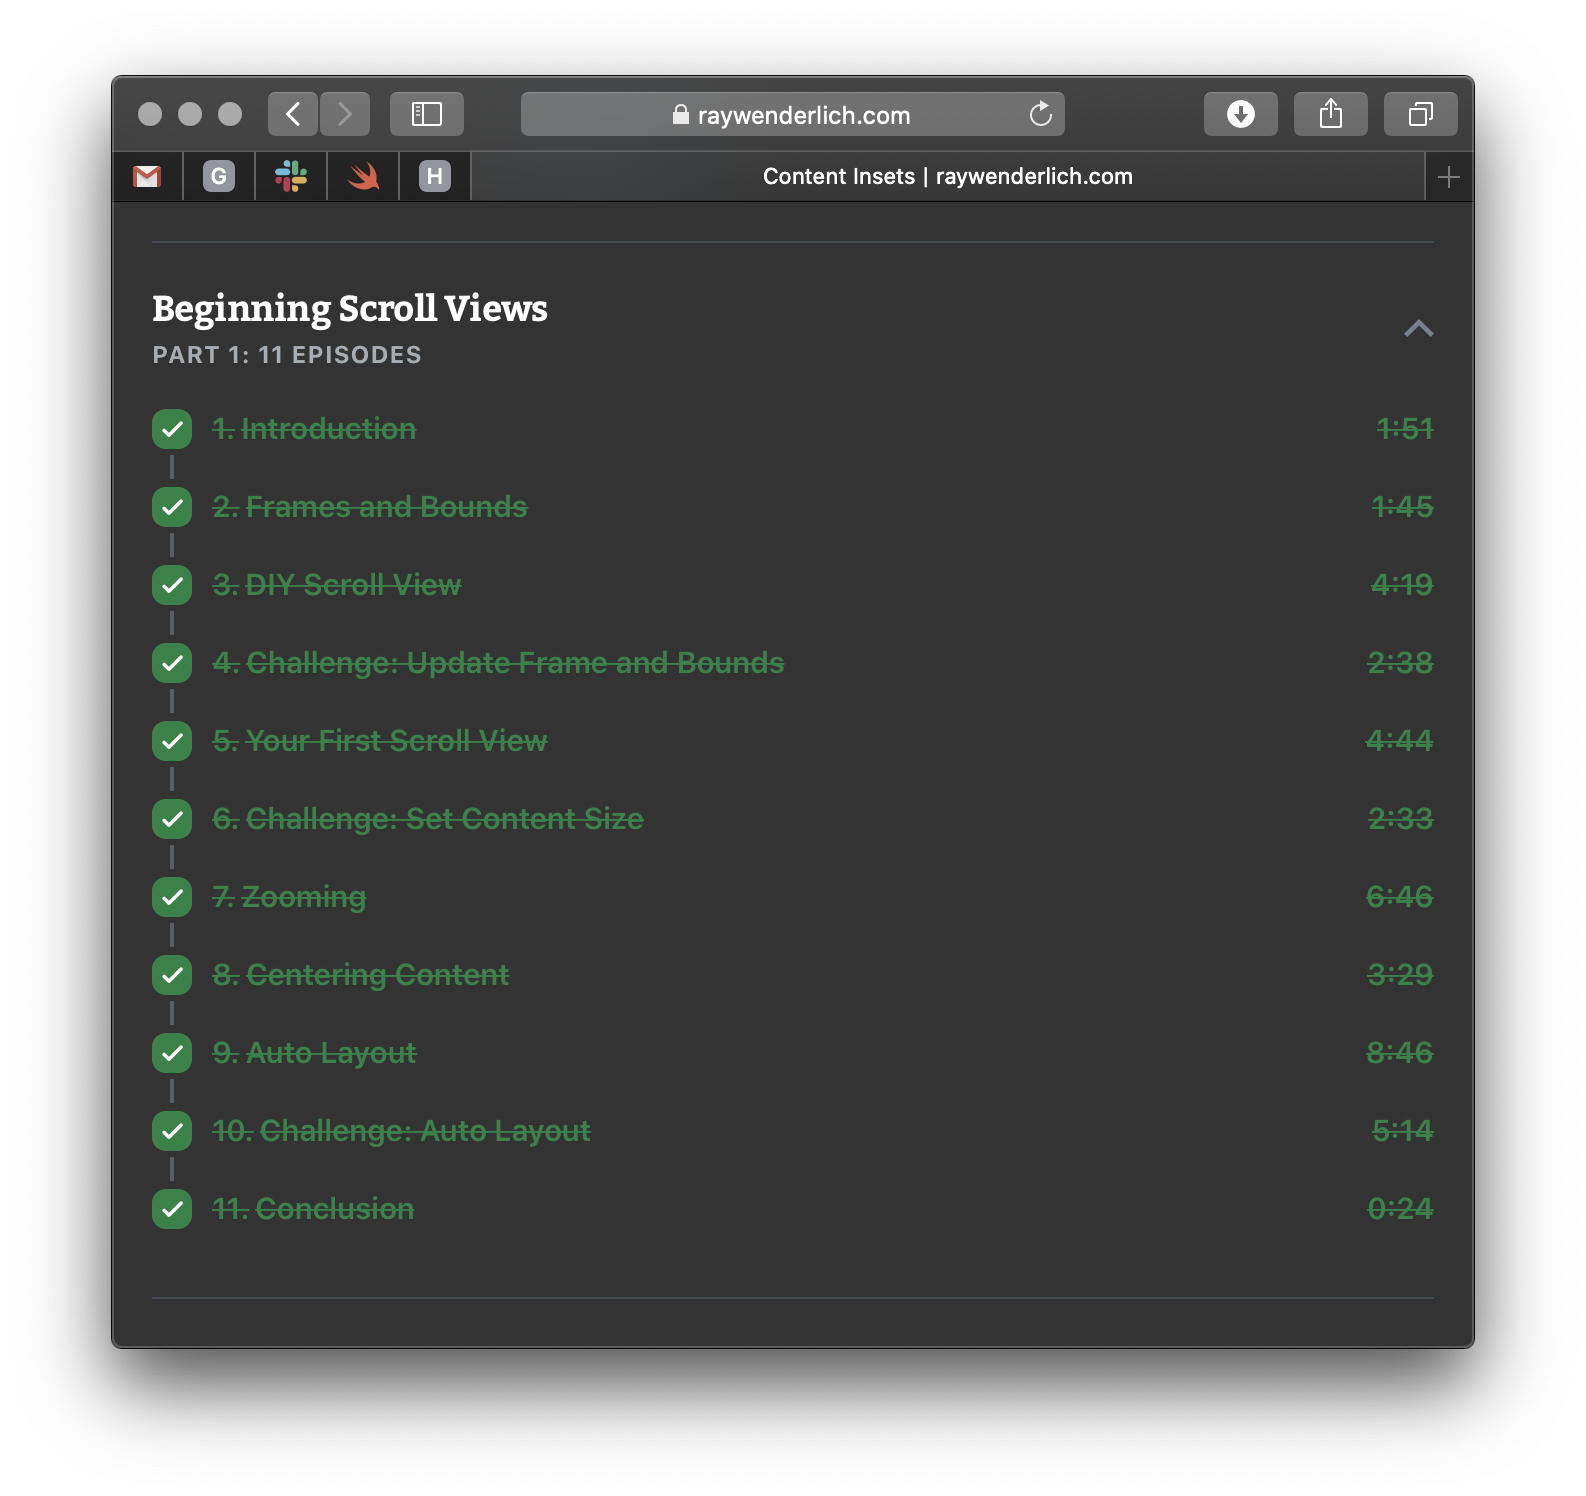 raywenderlich.com
G
H
Content Insets | raywenderlich.com
Beginning Scroll Views
PART 1: 11 EPISODES
1. Introduction 1:51
2. Frames and Bounds 1:45
3. DIY Scroll View 4:19
4. Challenge: Update Frame and Bounds 2:38
5. Your First Scroll View 4:44
6. Challenge: Set Content Size 2:33
7. Zooming 6:46
8. Centering Content 3:29
9. Auto Layout 8:46
10. Challenge: Auto Layout 5:14
11. Conclusion 0:24